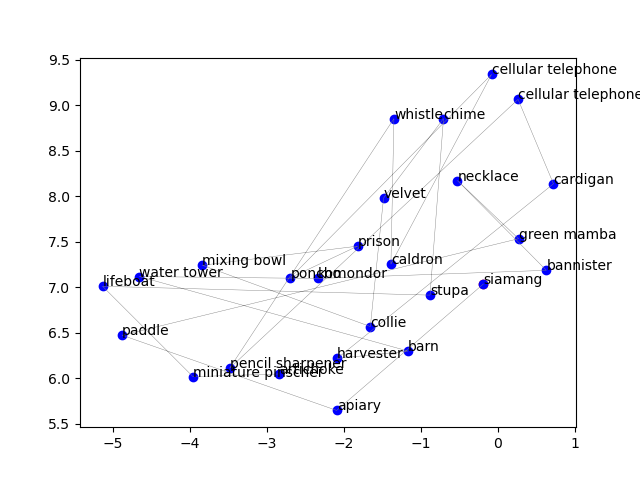 9.5
cellular telephone
cellular telephone
9.0
whistle
chime
8.5
cardigan
necklace
8.0
velvet
7.5
green mamba
prison
mixing bowl
caldron
bannister
water tower
poncho
komondor
lifeboat
siamang
7.0
stupa
6.5
collie
paddle
barn
harvester
pencil sharpener
artichoke
miniature pinscher
6.0
apiary
5.5
−5
−4
−3
−2
−1
0
1